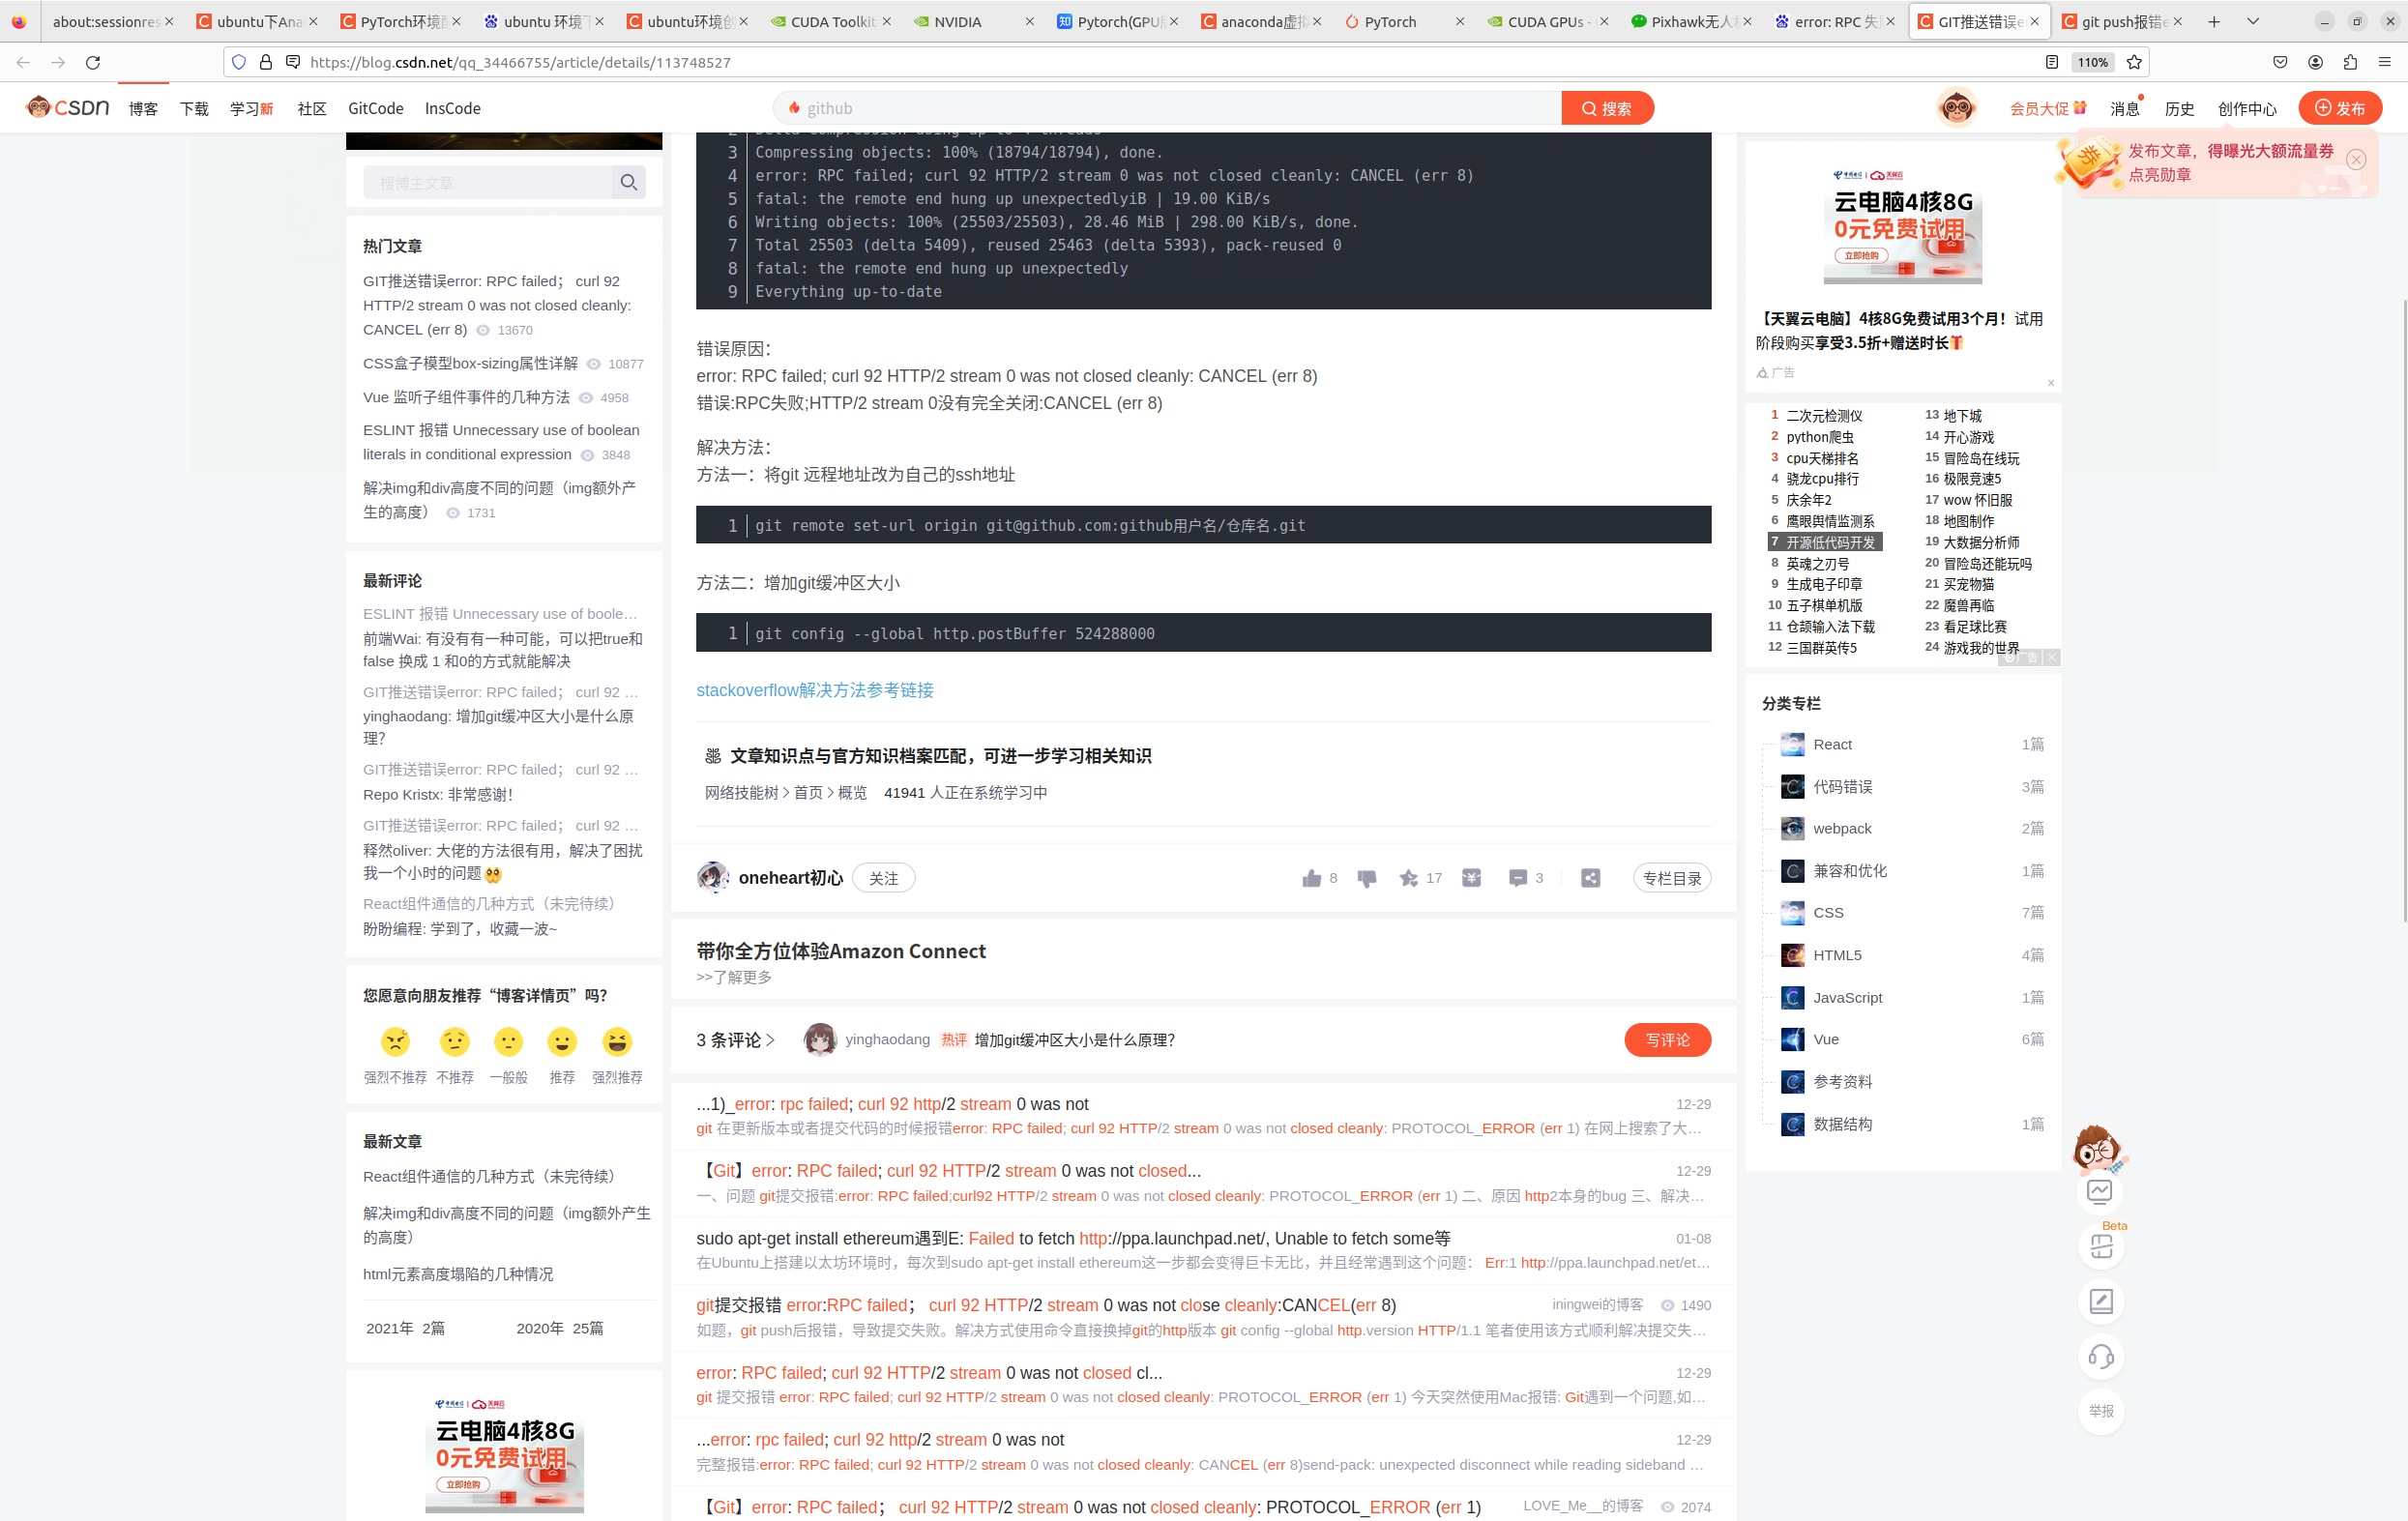 about:sessionres
ubuntu下Ana
PyTorch环境
ubuntu 环境下
ubuntu环境创
CUDA Toolkit
NVIDIA
Pytorch(GPU
anaconda虚拟
PyTorch
CUDA GPUs -
Pixhawk无人
error: RPC 失
GIT推送错误e
git push报错e
https://blog.csdn.net/qq_34466755/article/details/113748527
110%
CSDN
博客
下载
学习新
社区
GitCode
InsCode
github
搜索
会员大促
消息
历史
创作中心
发布
发布文章，得曝光大额流量券
点亮勋章
搜博主文章
热门文章
GIT推送错误error: RPC failed； curl 92
HTTP/2 stream 0 was not closed cleanly:
CANCEL (err 8) 13670
CSS盒子模型box-sizing属性详解 10877
Vue 监听子组件事件的几种方法 4958
ESLINT 报错 Unnecessary use of boolean
literals in conditional expression 3848
解决img和div高度不同的问题（img额外产
生的高度） 1731
最新评论
ESLINT 报错 Unnecessary use of boole…
前端Wai: 有没有有一种可能，可以把true和
false 换成 1 和0的方式就能解决
GIT推送错误error: RPC failed； curl 92 …
yinghaodang: 增加git缓冲区大小是什么原
理？
GIT推送错误error: RPC failed； curl 92 …
Repo Kristx: 非常感谢！
GIT推送错误error: RPC failed； curl 92 …
释然oliver: 大佬的方法很有用，解决了困扰
我一个小时的问题
React组件通信的几种方式（未完待续）
盼盼编程: 学到了，收藏一波~
您愿意向朋友推荐“博客详情页”吗？
强烈不推荐 不推荐 一般般 推荐 强烈推荐
最新文章
React组件通信的几种方式（未完待续）
解决img和div高度不同的问题（img额外产生
的高度）
html元素高度塌陷的几种情况
2021年 2篇 2020年 25篇
中国电信 | 天翼云
云电脑4核8G
0元免费试用
立即抢购
2 Delta compression using up to 4 threads
3 Compressing objects: 100% (18794/18794), done.
4 error: RPC failed; curl 92 HTTP/2 stream 0 was not closed cleanly: CANCEL (err 8)
5 fatal: the remote end hung up unexpectedlyiB | 19.00 KiB/s
6 Writing objects: 100% (25503/25503), 28.46 MiB | 298.00 KiB/s, done.
7 Total 25503 (delta 5409), reused 25463 (delta 5393), pack-reused 0
8 fatal: the remote end hung up unexpectedly
9 Everything up-to-date
错误原因：
error: RPC failed; curl 92 HTTP/2 stream 0 was not closed cleanly: CANCEL (err 8)
错误:RPC失败;HTTP/2 stream 0没有完全关闭:CANCEL (err 8)
解决方法：
方法一：将git 远程地址改为自己的ssh地址
1 git remote set-url origin git@github.com:github用户名/仓库名.git
方法二：增加git缓冲区大小
1 git config --global http.postBuffer 524288000
stackoverflow解决方法参考链接
文章知识点与官方知识档案匹配，可进一步学习相关知识
网络技能树 > 首页 > 概览 41941 人正在系统学习中
oneheart初心 关注 8 17 3 专栏目录
带你全方位体验Amazon Connect
>>了解更多
3 条评论 > yinghaodang 热评 增加git缓冲区大小是什么原理？ 写评论
...1)_error: rpc failed; curl 92 http/2 stream 0 was not 12-29
git 在更新版本或者提交代码的时候报错error: RPC failed; curl 92 HTTP/2 stream 0 was not closed cleanly: PROTOCOL_ERROR (err 1) 在网上搜索了大…
【Git】error: RPC failed; curl 92 HTTP/2 stream 0 was not closed... 12-29
一、问题 git提交报错:error: RPC failed;curl92 HTTP/2 stream 0 was not closed cleanly: PROTOCOL_ERROR (err 1) 二、原因 http2本身的bug 三、解决…
sudo apt-get install ethereum遇到E: Failed to fetch http://ppa.launchpad.net/, Unable to fetch some等 01-08
在Ubuntu上搭建以太坊环境时，每次到sudo apt-get install ethereum这一步都会变得巨卡无比，并且经常遇到这个问题： Err:1 http://ppa.launchpad.net/et…
git提交报错 error:RPC failed； curl 92 HTTP/2 stream 0 was not close cleanly:CANCEL(err 8) iningwei的博客 1490
如题，git push后报错，导致提交失败。解决方式使用命令直接换掉git的http版本 git config --global http.version HTTP/1.1 笔者使用该方式顺利解决提交失…
error: RPC failed; curl 92 HTTP/2 stream 0 was not closed cl... 12-29
git 提交报错 error: RPC failed; curl 92 HTTP/2 stream 0 was not closed cleanly: PROTOCOL_ERROR (err 1) 今天突然使用Mac报错: Git遇到一个问题,如…
...error: rpc failed; curl 92 http/2 stream 0 was not 12-29
完整报错:error: RPC failed; curl 92 HTTP/2 stream 0 was not closed cleanly: CANCEL (err 8)send-pack: unexpected disconnect while reading sideband …
【Git】error: RPC failed； curl 92 HTTP/2 stream 0 was not closed cleanly: PROTOCOL_ERROR (err 1) LOVE_Me__的博客 2074
中国电信 | 天翼云
云电脑4核8G
0元免费试用
立即抢购
【天翼云电脑】4核8G免费试用3个月！试用
阶段购买享受3.5折+赠送时长
广告
1 二次元检测仪
2 python爬虫
3 cpu天梯排名
4 骁龙cpu排行
5 庆余年2
6 鹰眼舆情监测系
7 开源低代码开发
8 英魂之刃号
9 生成电子印章
10 五子棋单机版
11 仓颉输入法下载
12 三国群英传5
13 地下城
14 开心游戏
15 冒险岛在线玩
16 极限竞速5
17 wow 怀旧服
18 地图制作
19 大数据分析师
20 冒险岛还能玩吗
21 买宠物猫
22 魔兽再临
23 看足球比赛
24 游戏我的世界
广告
分类专栏
React 1篇
代码错误 3篇
webpack 2篇
兼容和优化 1篇
CSS 7篇
HTML5 4篇
JavaScript 1篇
Vue 6篇
参考资料
数据结构 1篇
Beta
举报